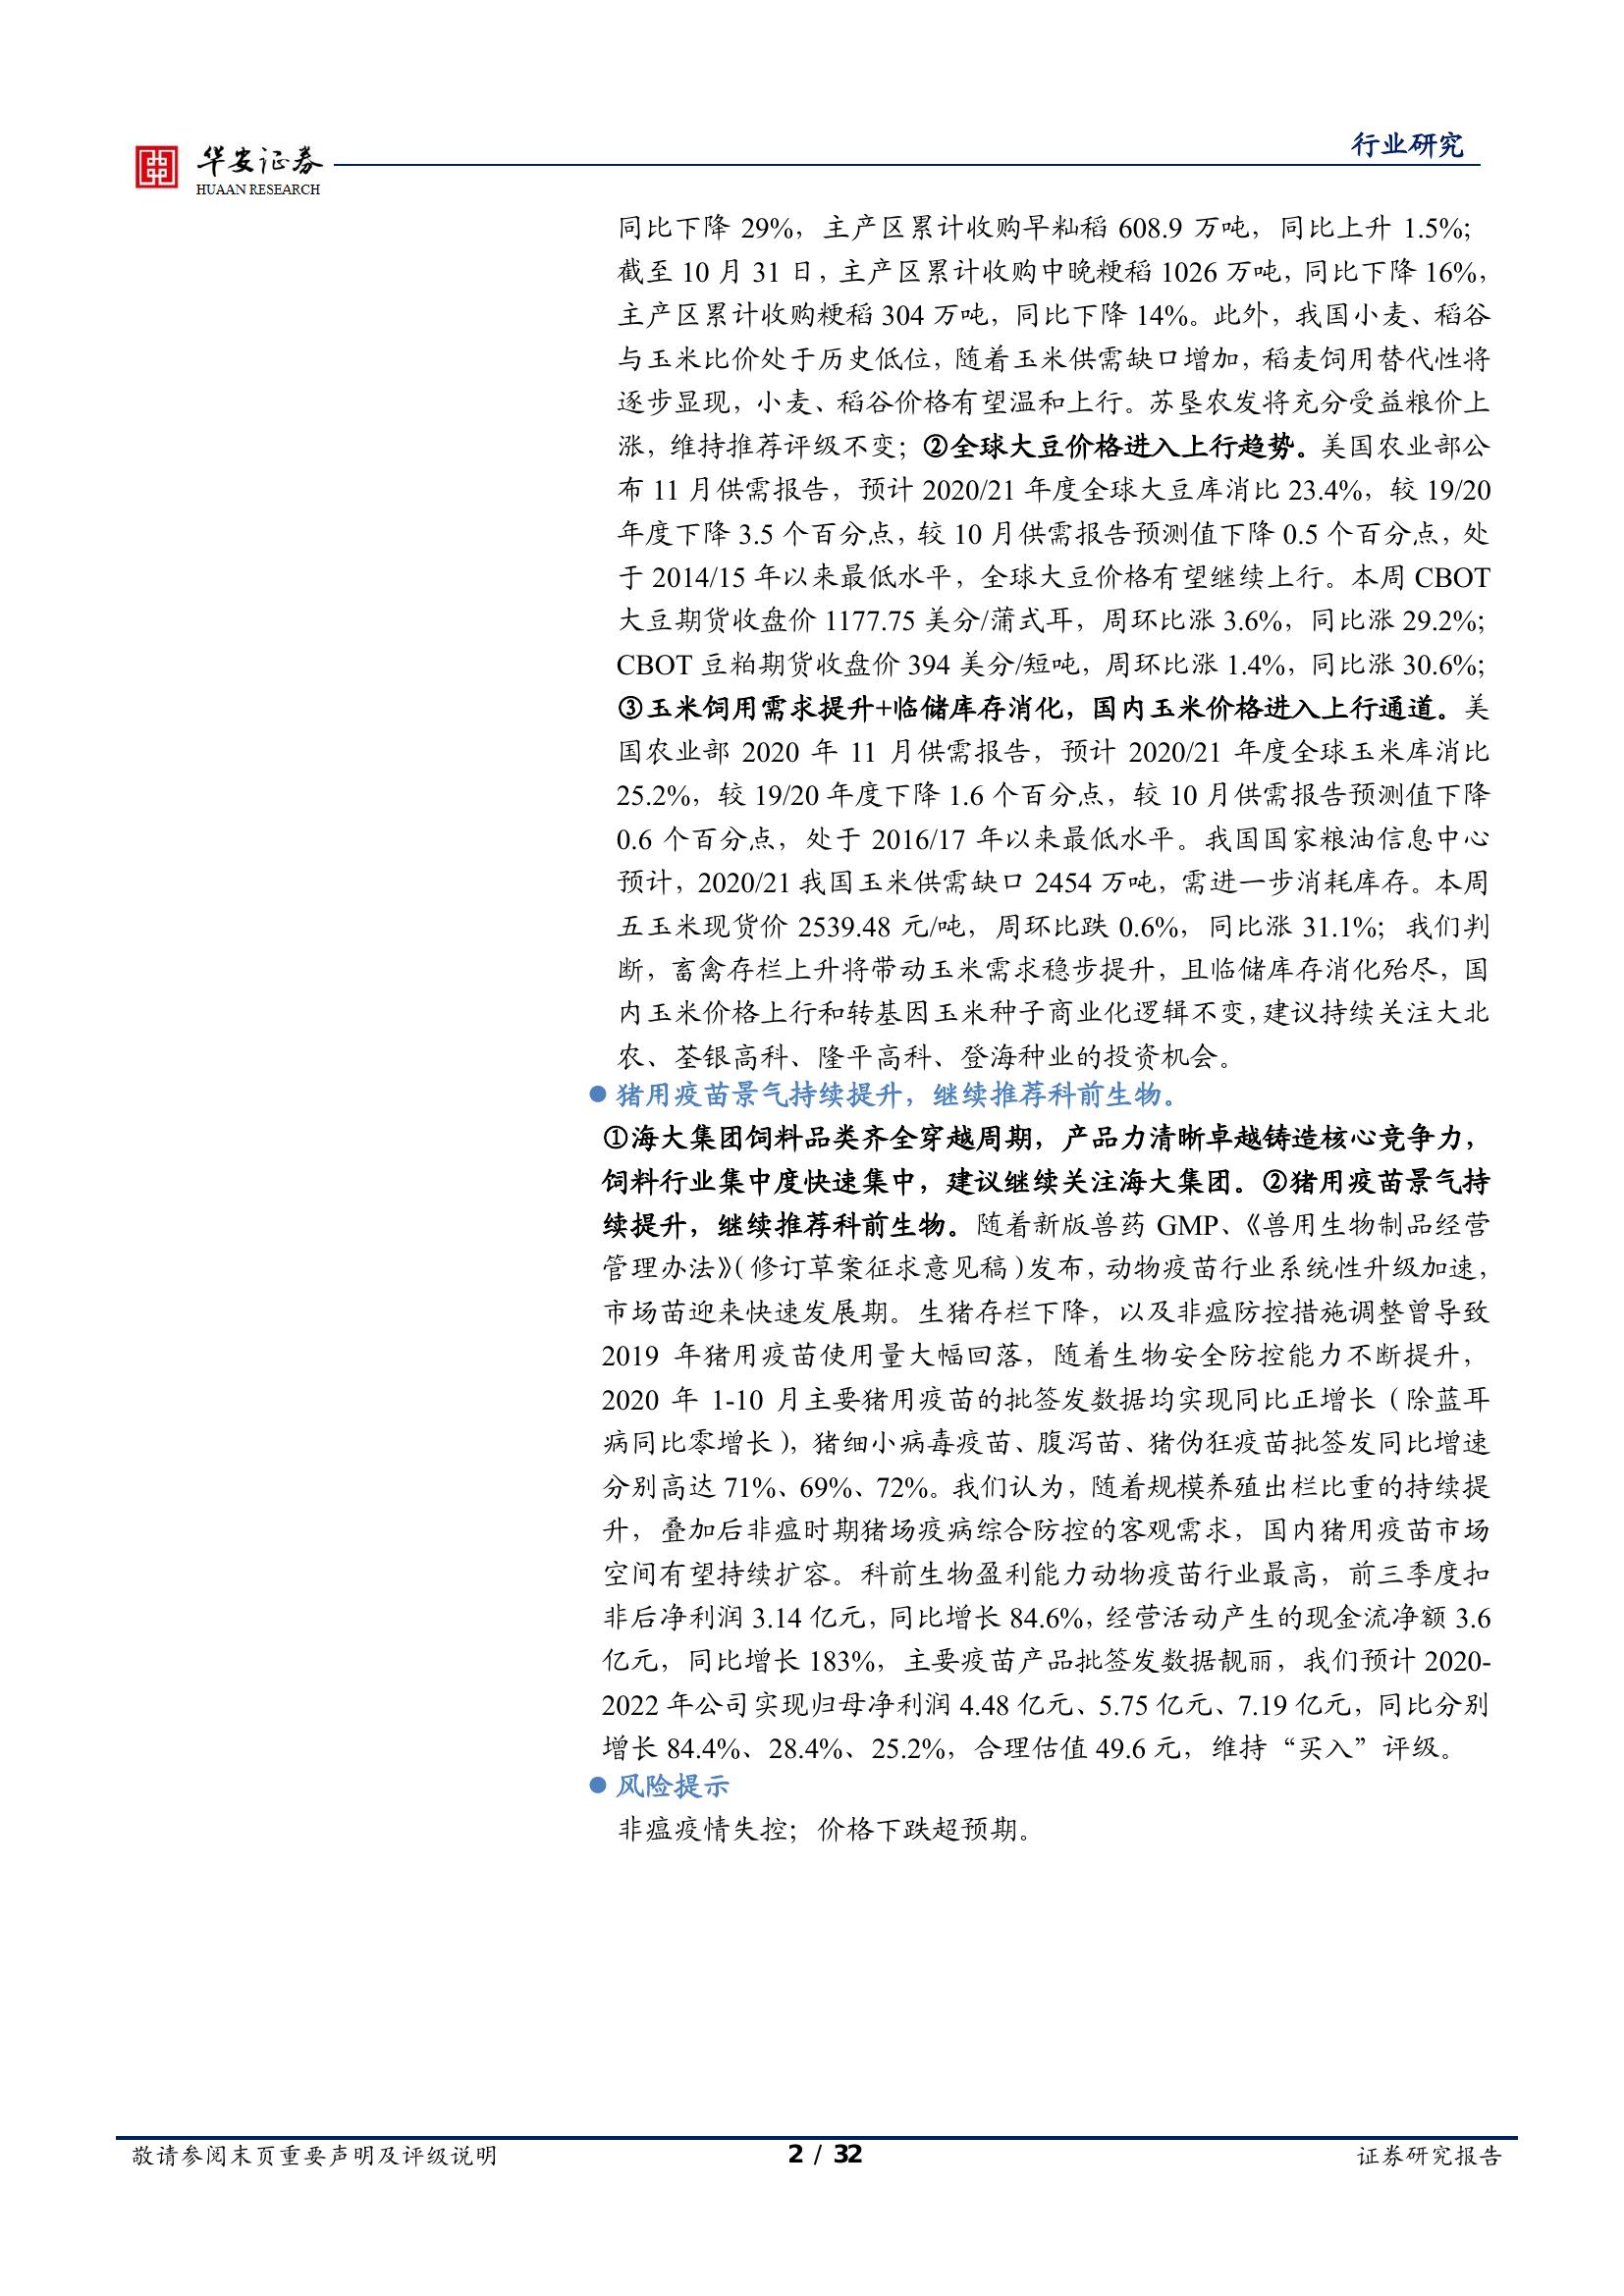 华安证券
HUAAN RESEARCH
行业研究
同比下降 29%，主产区累计收购早籼稻 608.9 万吨，同比上升 1.5%；
截至 10 月 31 日，主产区累计收购中晚粳稻 1026 万吨，同比下降 16%，
主产区累计收购粳稻 304 万吨，同比下降 14%。此外，我国小麦、稻谷
与玉米比价处于历史低位，随着玉米供需缺口增加，稻麦饲用替代性将
逐步显现，小麦、稻谷价格有望温和上行。苏垦农发将充分受益粮价上
涨，维持推荐评级不变；②全球大豆价格进入上行趋势。美国农业部公
布 11 月供需报告，预计 2020/21 年度全球大豆库消比 23.4%，较 19/20
年度下降 3.5 个百分点，较 10 月供需报告预测值下降 0.5 个百分点，处
于 2014/15 年以来最低水平，全球大豆价格有望继续上行。本周 CBOT
大豆期货收盘价 1177.75 美分/蒲式耳，周环比涨 3.6%，同比涨 29.2%；
CBOT 豆粕期货收盘价 394 美分/短吨，周环比涨 1.4%，同比涨 30.6%；
③玉米饲用需求提升+临储库存消化，国内玉米价格进入上行通道。美
国农业部 2020 年 11 月供需报告，预计 2020/21 年度全球玉米库消比
25.2%，较 19/20 年度下降 1.6 个百分点，较 10 月供需报告预测值下降
0.6 个百分点，处于 2016/17 年以来最低水平。我国国家粮油信息中心
预计，2020/21 我国玉米供需缺口 2454 万吨，需进一步消耗库存。本周
五玉米现货价 2539.48 元/吨，周环比跌 0.6%，同比涨 31.1%；我们判
断，畜禽存栏上升将带动玉米需求稳步提升，且临储库存消化殆尽，国
内玉米价格上行和转基因玉米种子商业化逻辑不变，建议持续关注大北
农、荃银高科、隆平高科、登海种业的投资机会。
● 猪用疫苗景气持续提升，继续推荐科前生物。
①海大集团饲料品类齐全穿越周期，产品力清晰卓越铸造核心竞争力，
饲料行业集中度快速集中，建议继续关注海大集团。②猪用疫苗景气持
续提升，继续推荐科前生物。随着新版兽药 GMP、《兽用生物制品经营
管理办法》（修订草案征求意见稿）发布，动物疫苗行业系统性升级加速，
市场苗迎来快速发展期。生猪存栏下降，以及非瘟防控措施调整曾导致
2019 年猪用疫苗使用量大幅回落，随着生物安全防控能力不断提升，
2020 年 1-10 月主要猪用疫苗的批签发数据均实现同比正增长（除蓝耳
病同比零增长），猪细小病毒疫苗、腹泻苗、猪伪狂疫苗批签发同比增速
分别高达 71%、69%、72%。我们认为，随着规模养殖出栏比重的持续提
升，叠加后非瘟时期猪场疫病综合防控的客观需求，国内猪用疫苗市场
空间有望持续扩容。科前生物盈利能力动物疫苗行业最高，前三季度扣
非后净利润 3.14 亿元，同比增长 84.6%，经营活动产生的现金流净额 3.6
亿元，同比增长 183%，主要疫苗产品批签发数据靓丽，我们预计 2020-
2022 年公司实现归母净利润 4.48 亿元、5.75 亿元、7.19 亿元，同比分别
增长 84.4%、28.4%、25.2%，合理估值 49.6 元，维持“买入”评级。
● 风险提示
非瘟疫情失控；价格下跌超预期。
敬请参阅末页重要声明及评级说明
2 / 32
证券研究报告